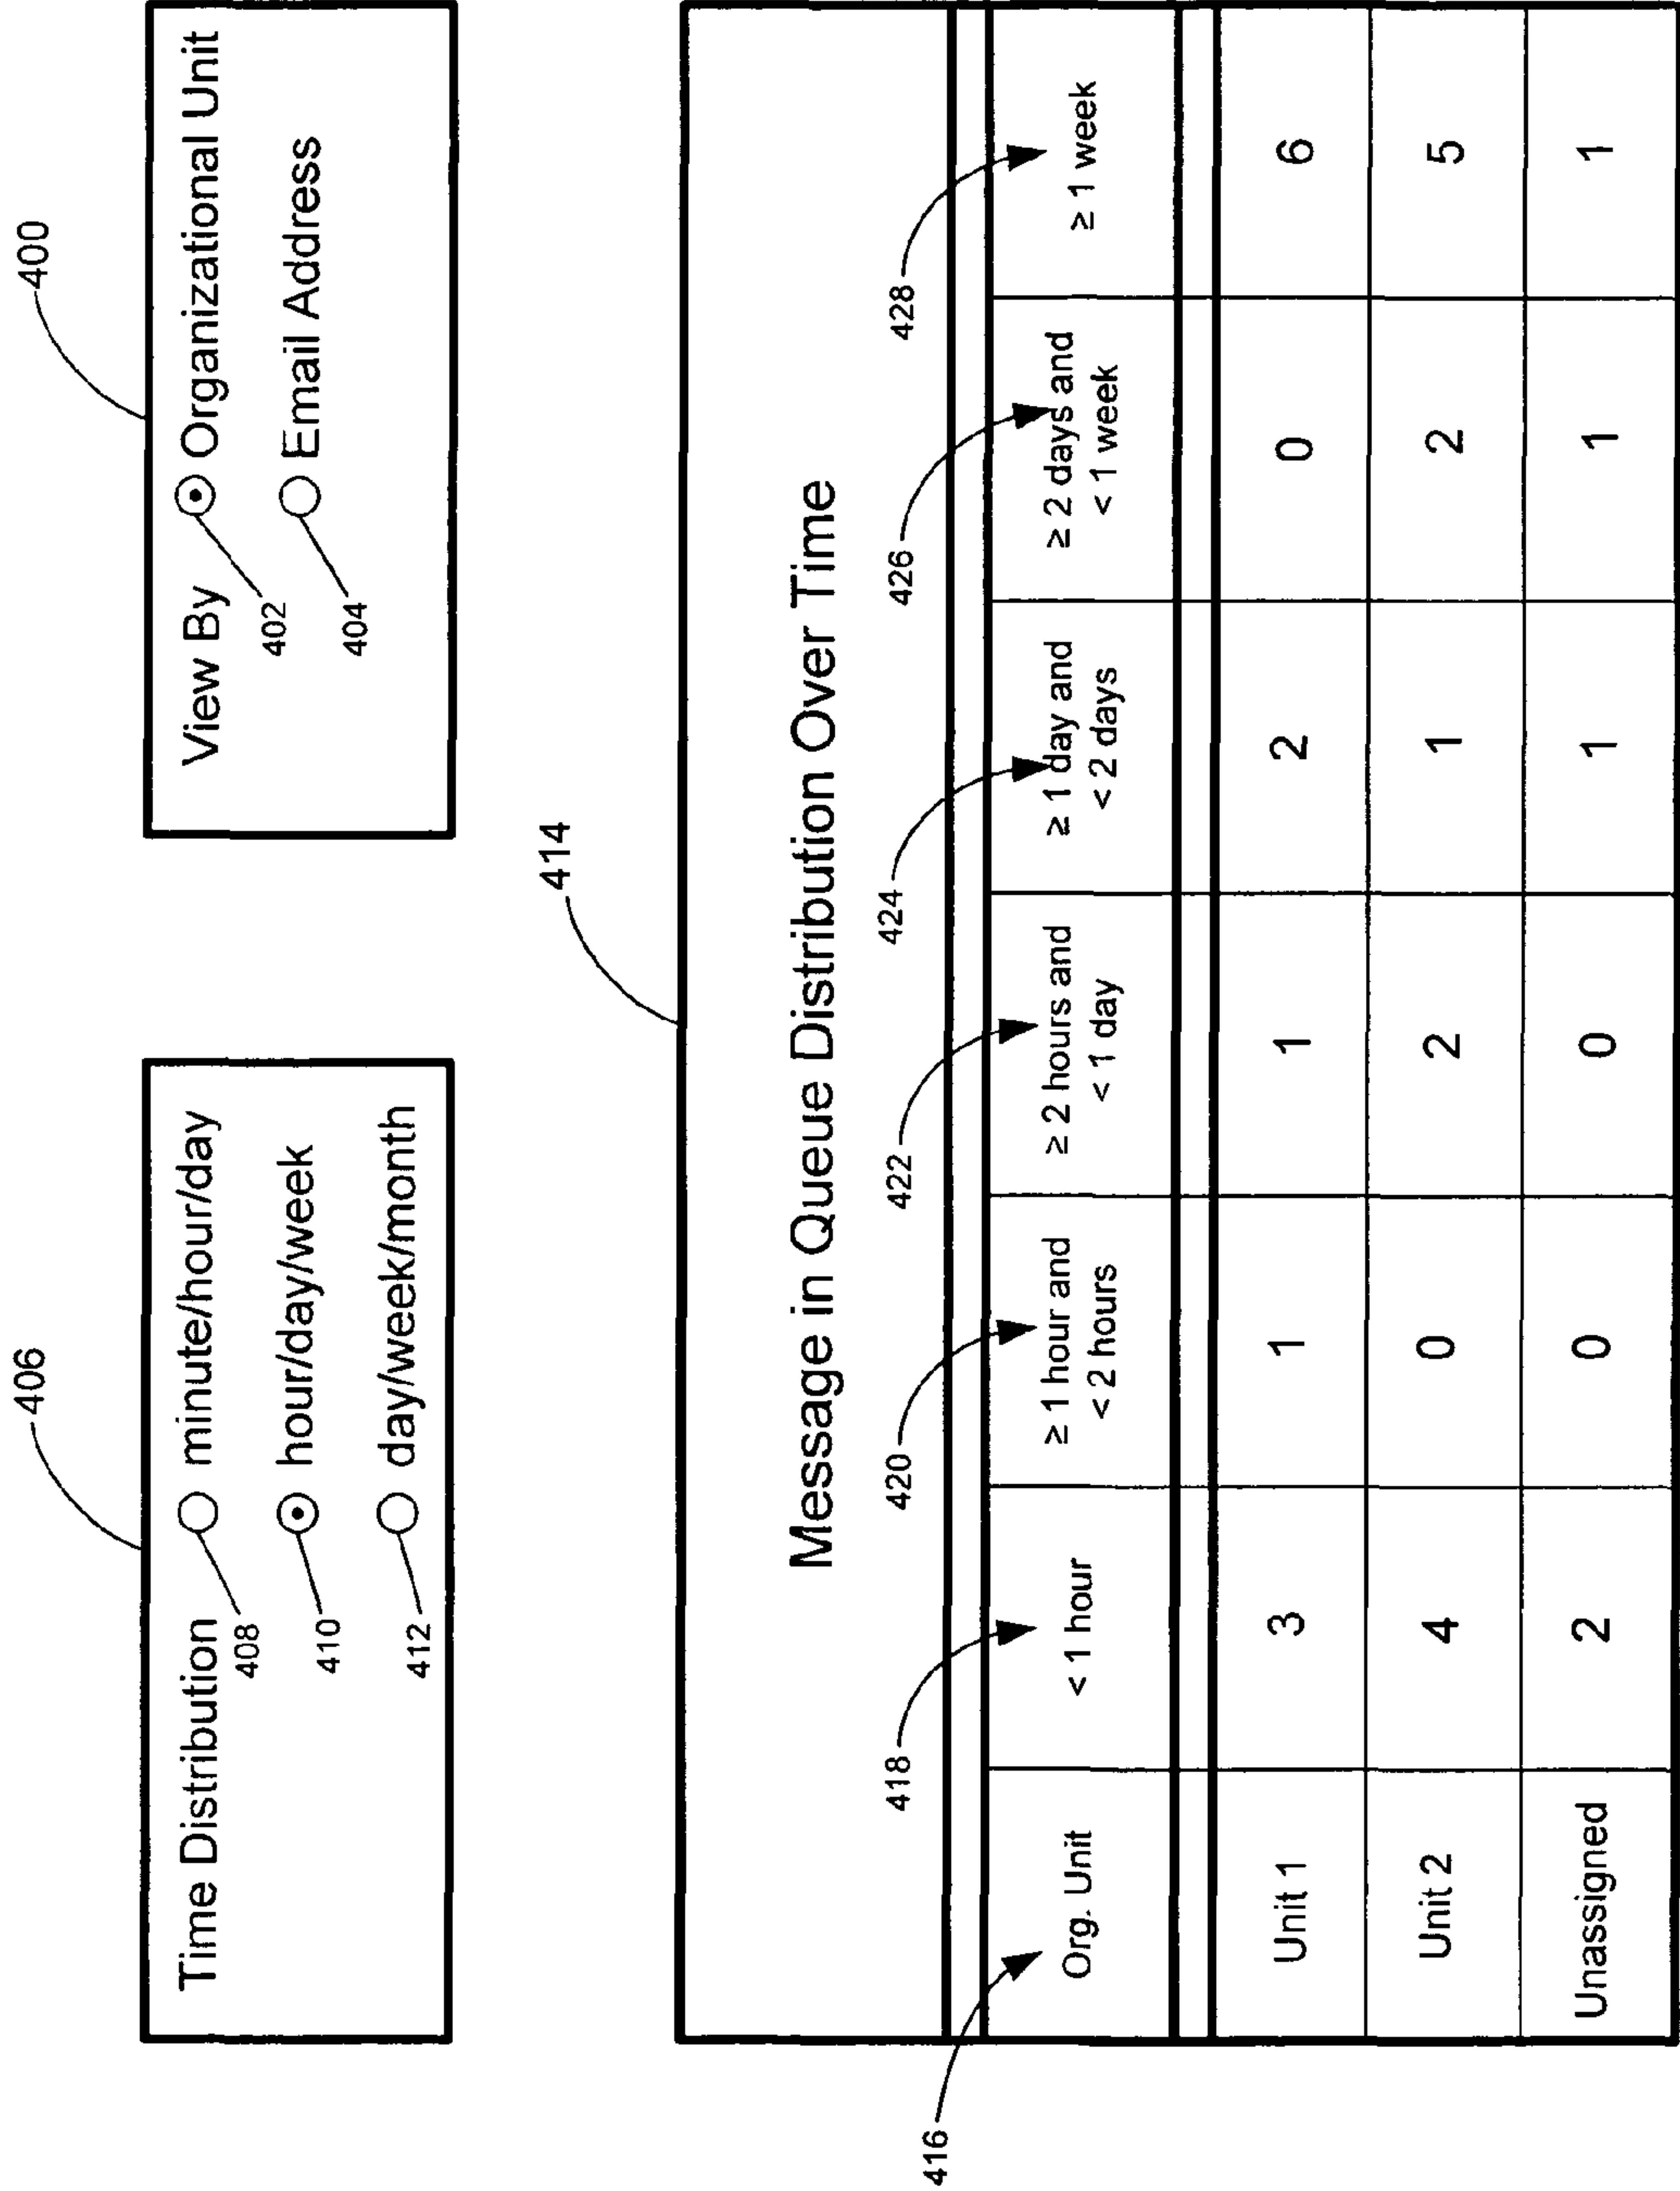 406
Time Distribution minute/hour/day
408
hour/day/week
410
day/week/month
412
400
View By Organizational Unit
402
Email Address
404
414
Message in Queue Distribution Over Time
416 418 420 422 424 426 428
Org. Unit < 1 hour ≥ 1 hour and < 2 hours ≥ 2 hours and < 1 day ≥ 1 day and < 2 days ≥ 2 days and < 1 week ≥ 1 week
Unit 1 3 1 1 2 0 6
Unit 2 4 0 2 1 2 5
Unassigned 2 0 0 1 1 1